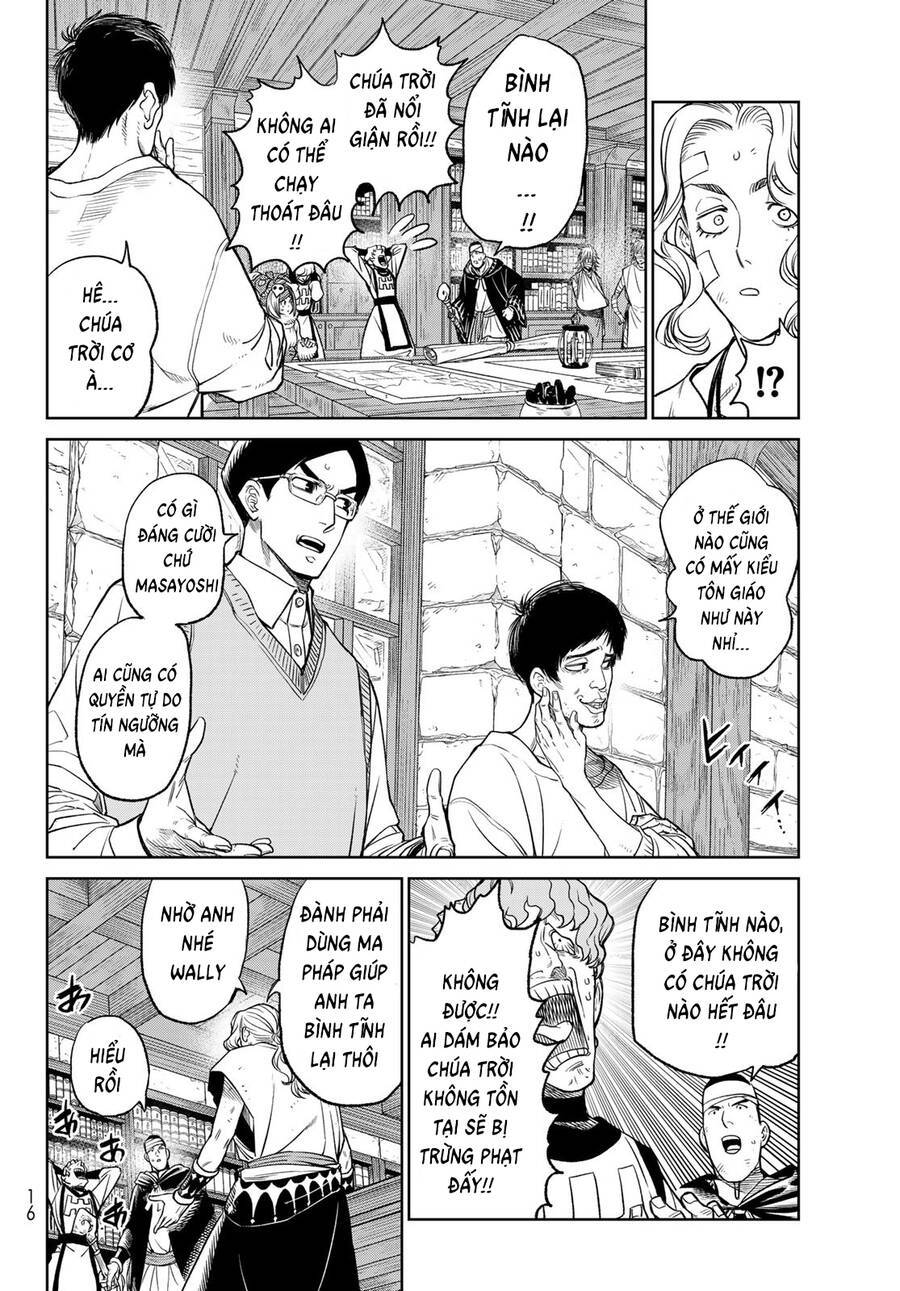 !?
BÌNH
TĨNH LẠI
NÀO
...
!!
CHÚA TRỜI
ĐÃ NỔI
GIẬN RỒI!!
KHÔNG AI
CÓ THỂ
CHẠY
THOÁT ĐÂU
!!
HÊ...
CHÚA
TRỜI CƠ
À...
Ở THẾ GIỚI
NÀO CŨNG
CÓ MẤY KIỂU
TÔN GIÁO
NHƯ NÀY
NHỈ...
ピトッ
CÓ GÌ
ĐÁNG CƯỜI
CHỨ
MASAYOSHI
AI CŨNG CÓ
QUYỀN TỰ DO
TÍN NGƯỠNG
MÀ
BÌNH TĨNH NÀO,
Ở ĐÂY KHÔNG
CÓ CHÚA TRỜI
NÀO HẾT ĐÂU
!!
KHÔNG
ĐƯỢC!!
AI DÁM BẢO
CHÚA TRỜI
KHÔNG TỒN
TẠI SẼ BỊ
TRỪNG PHẠT
ĐẤY!!
ĐÀNH PHẢI
DÙNG MA
PHÁP GIÚP
ANH TA
BÌNH TĨNH
LẠI THÔI
NHỜ ANH
NHÉ
WALLY
HIỂU
RỒI
あわ
あわ
16